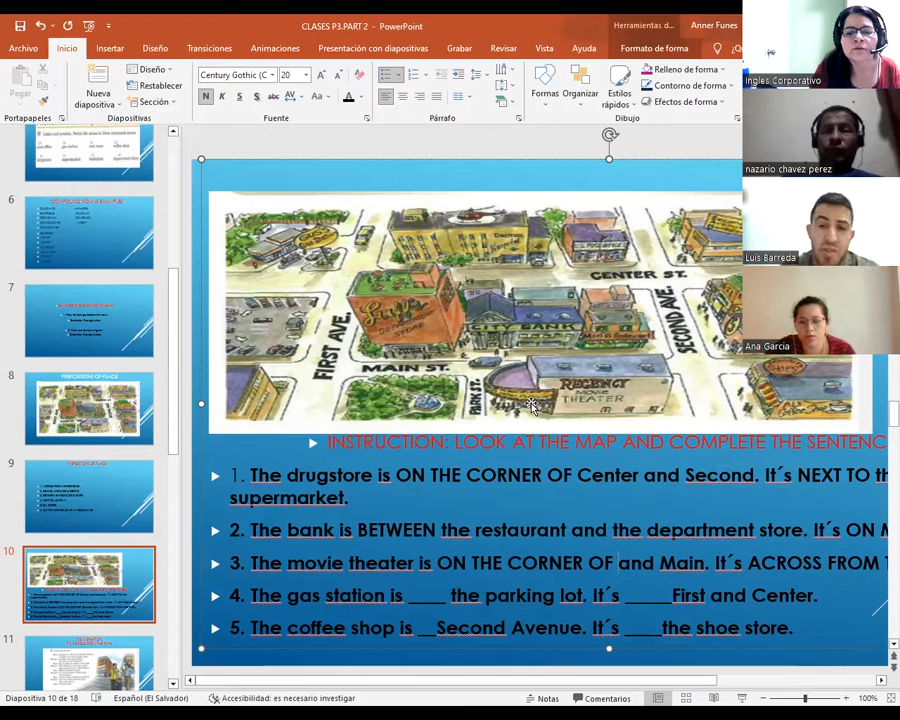 CLASES P3.PART 2 - PowerPoint
Herramientas d...
Anner Funes
Archivo Inicio Insertar Diseño Transiciones Animaciones Presentación con diapositivas Grabar Revisar Vista Ayuda Formato de forma
Pegar
Nueva diapositiva
Diseño
Restablecer
Sección
Century Gothic (C 20
N K S S abc AV Aa A
Formas Organizar Estilos rápidos
Relleno de forma
Contorno de forma
Efectos de forma
Portapapeles Diapositivas Fuente Párrafo Dibujo
Ingles Corporativo
nazario chavez perez
Luis Barreda
Ana Garcia
6
7
8
PREPOSITIONS OF PLACE
9
10
11
CENTER ST.
FIRST AVE.
SECOND AVE.
DEPARTMENT STORE
CITY BANK
MAIN ST.
PARK ST.
REGENCY
MOVIE
THEATER
INSTRUCTION: LOOK AT THE MAP AND COMPLETE THE SENTENC
1. The drugstore is ON THE CORNER OF Center and Second. It´s NEXT TO th
supermarket.
2. The bank is BETWEEN the restaurant and the department store. It´s ON M
3. The movie theater is ON THE CORNER OF and Main. It´s ACROSS FROM T
4. The gas station is ____ the parking lot. It´s _____ First and Center.
5. The coffee shop is __Second Avenue. It´s ____the shoe store.
Diapositiva 10 de 18 Español (El Salvador) Accesibilidad: es necesario investigar Notas Comentarios 100%